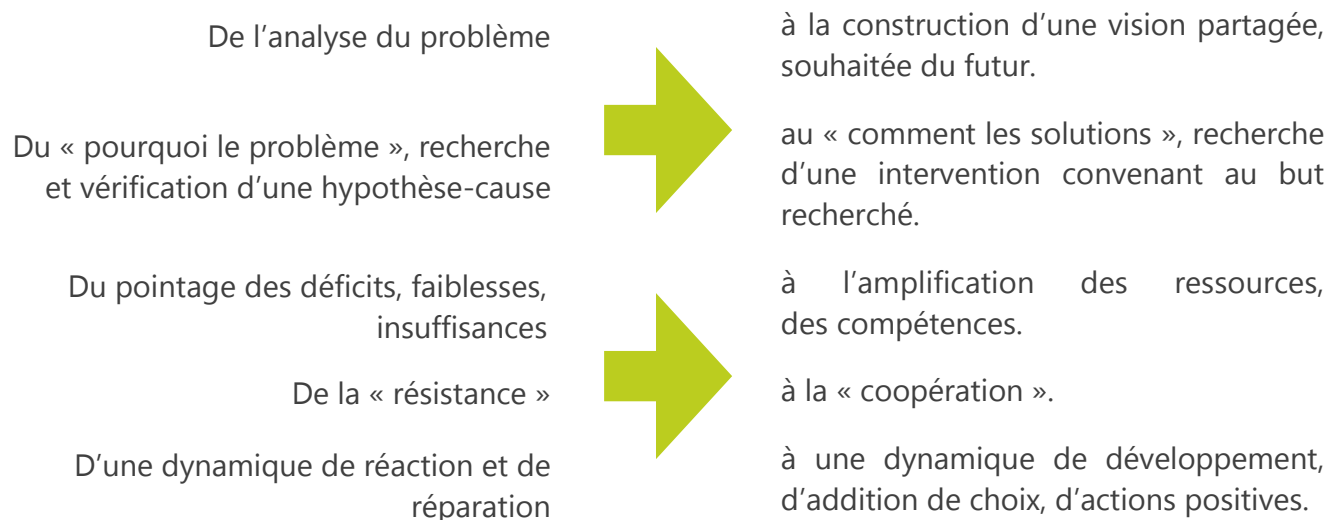 De l’analyse du problème
à la construction d’une vision partagée,
souhaitée du futur.
Du « pourquoi le problème », recherche
et vérification d’une hypothèse-cause
au « comment les solutions », recherche
d’une intervention convenant au but
recherché.
Du pointage des déficits, faiblesses,
insuffisances
à l’amplification des ressources,
des compétences.
De la « résistance »
à la « coopération ».
D’une dynamique de réaction et de
réparation
à une dynamique de développement,
d’addition de choix, d’actions positives.